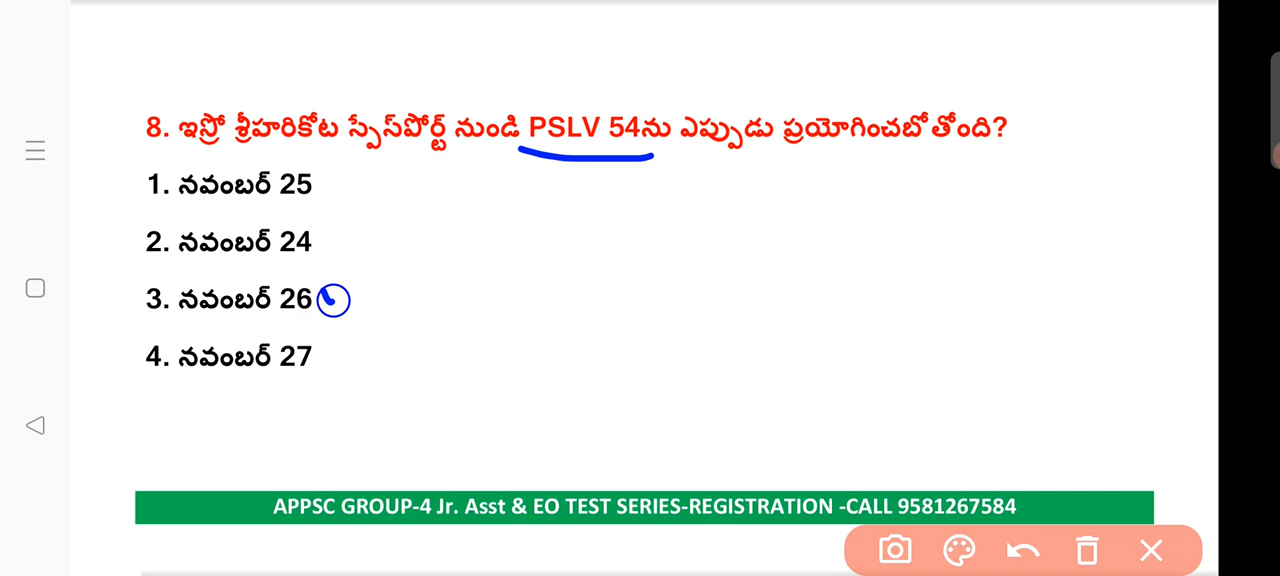 8. ఇస్రో శ్రీహరికోట స్పేస్‌పోర్ట్ నుండి PSLV 54ను ఎప్పుడు ప్రయోగించబోతోంది?
1. నవంబర్ 25
2. నవంబర్ 24
3. నవంబర్ 26
4. నవంబర్ 27
APPSC GROUP-4 Jr. Asst & EO TEST SERIES-REGISTRATION -CALL 9581267584